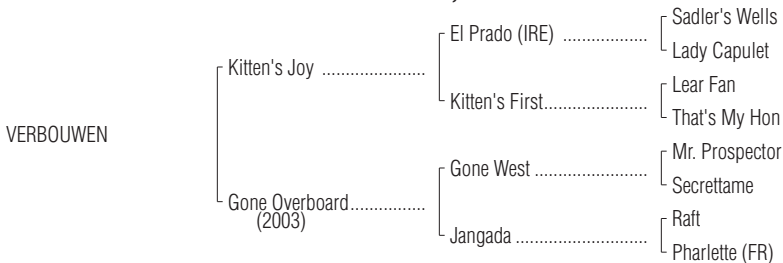 Sadler's Wells
El Prado (IRE) ..................
Lady Capulet
Kitten's Joy ......................
Lear Fan
Kitten's First......................
That's My Hon
VERBOUWEN
Mr. Prospector
Gone West ........................
Secrettame
Gone Overboard................
(2003)
Raft
Jangada ............................
Pharlette (FR)